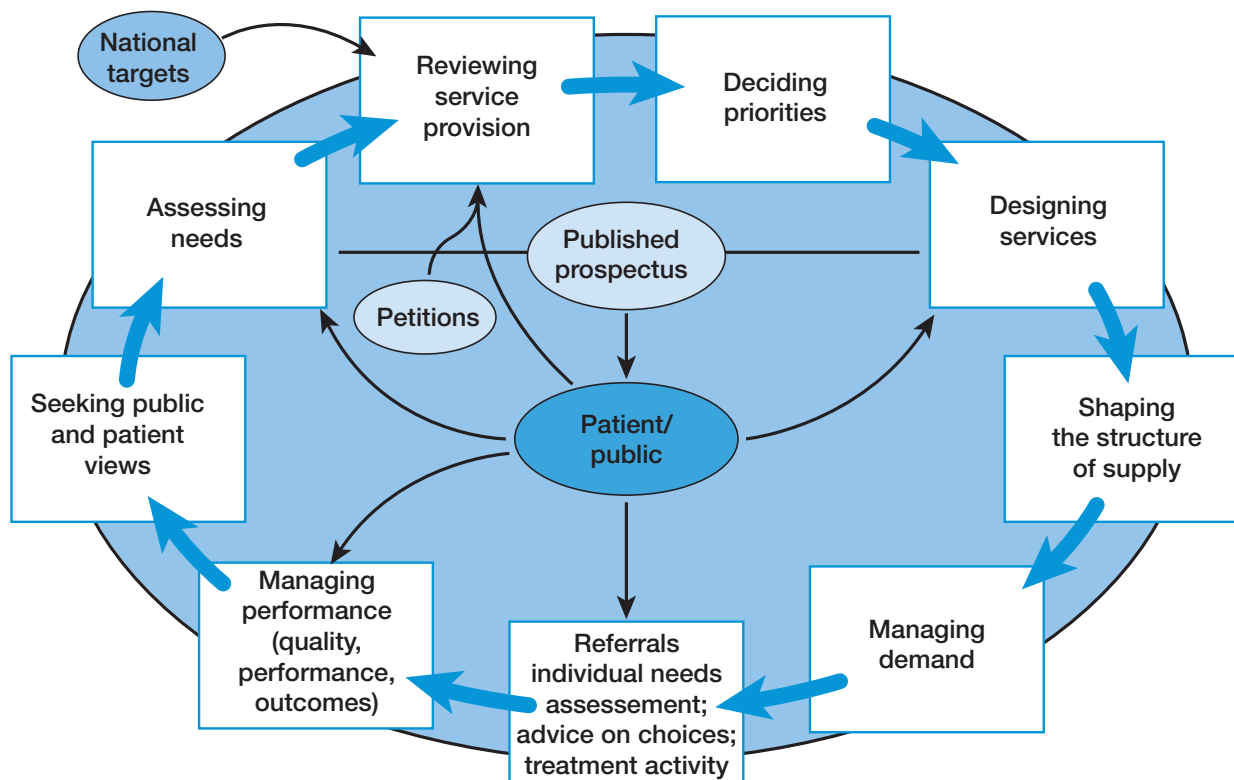 National
targets
Reviewing
service
provision
Deciding
priorities
Assessing
needs
Published
prospectus
Designing
services
Petitions
Seeking public
and patient
views
Patient/
public
Shaping
the structure
of supply
Managing
performance
(quality,
performance,
outcomes)
Referrals
individual needs
assessement;
advice on choices;
treatment activity
Managing
demand